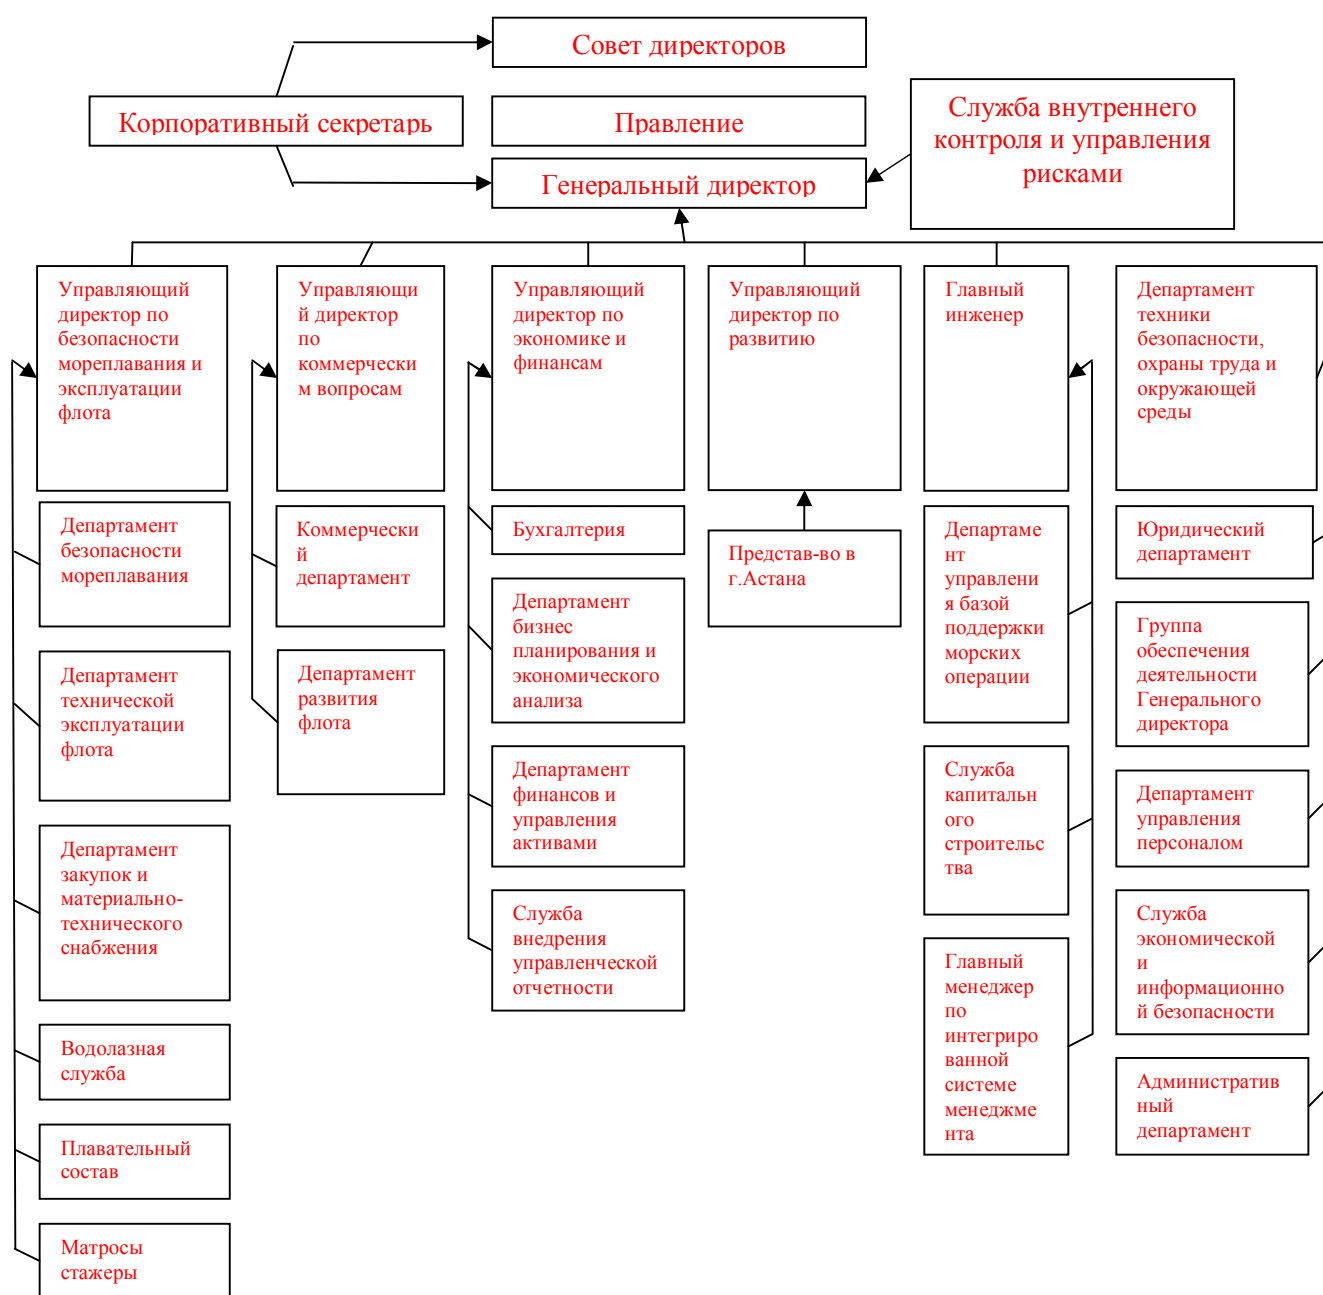 Совет директоров
Корпоративный секретарь
Правление
Служба внутреннего
контроля и управления
рисками
Генеральный директор
Управляющий
директор по
безопасности
мореплавания и
эксплуатации
флота
Управляющи
й директор
по
коммерчески
м вопросам
Управляющий
директор по
экономике и
финансам
Управляющий
директор по
развитию
Главный
инженер
Департамент
техники
безопасности,
охраны труда и
окружающей
среды
Департамент
безопасности
мореплавания
Коммерчески
й
департамент
Бухгалтерия
Представ-во в
г.Астана
Департаме
нт
управлени
я базой
поддержки
морских
операции
Юридический
департамент
Департамент
бизнес
планирования и
экономического
анализа
Группа
обеспечения
деятельности
Генерального
директора
Департамент
технической
эксплуатации
флота
Департамент
развития
флота
Департамент
финансов и
управления
активами
Служба
капитальн
ого
строительс
тва
Департамент
управления
персоналом
Департамент
закупок и
материально-
технического
снабжения
Служба
внедрения
управленческой
отчетности
Главный
менеджер
по
интегриро
ванной
системе
менеджме
нта
Служба
экономической
и
информационно
й безопасности
Водолазная
служба
Административ
ный
департамент
Плавательный
состав
Матросы
стажеры